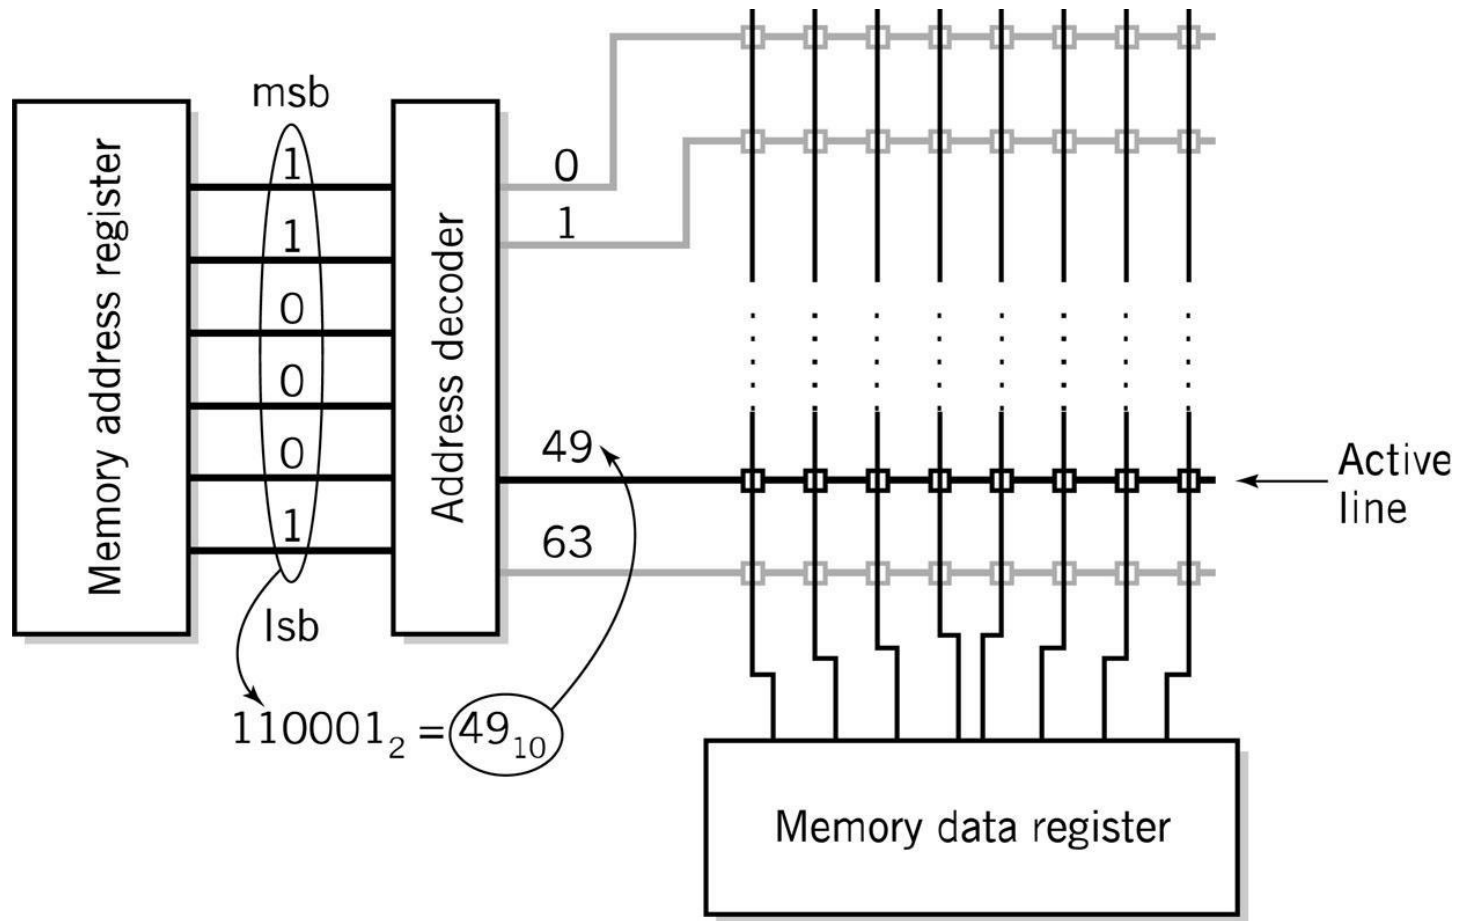 msb
Memory address register
1
1
0
0
0
1
lsb
Address decoder
0
1
49
63
Active
line
110001₂ = 49₁₀
Memory data register